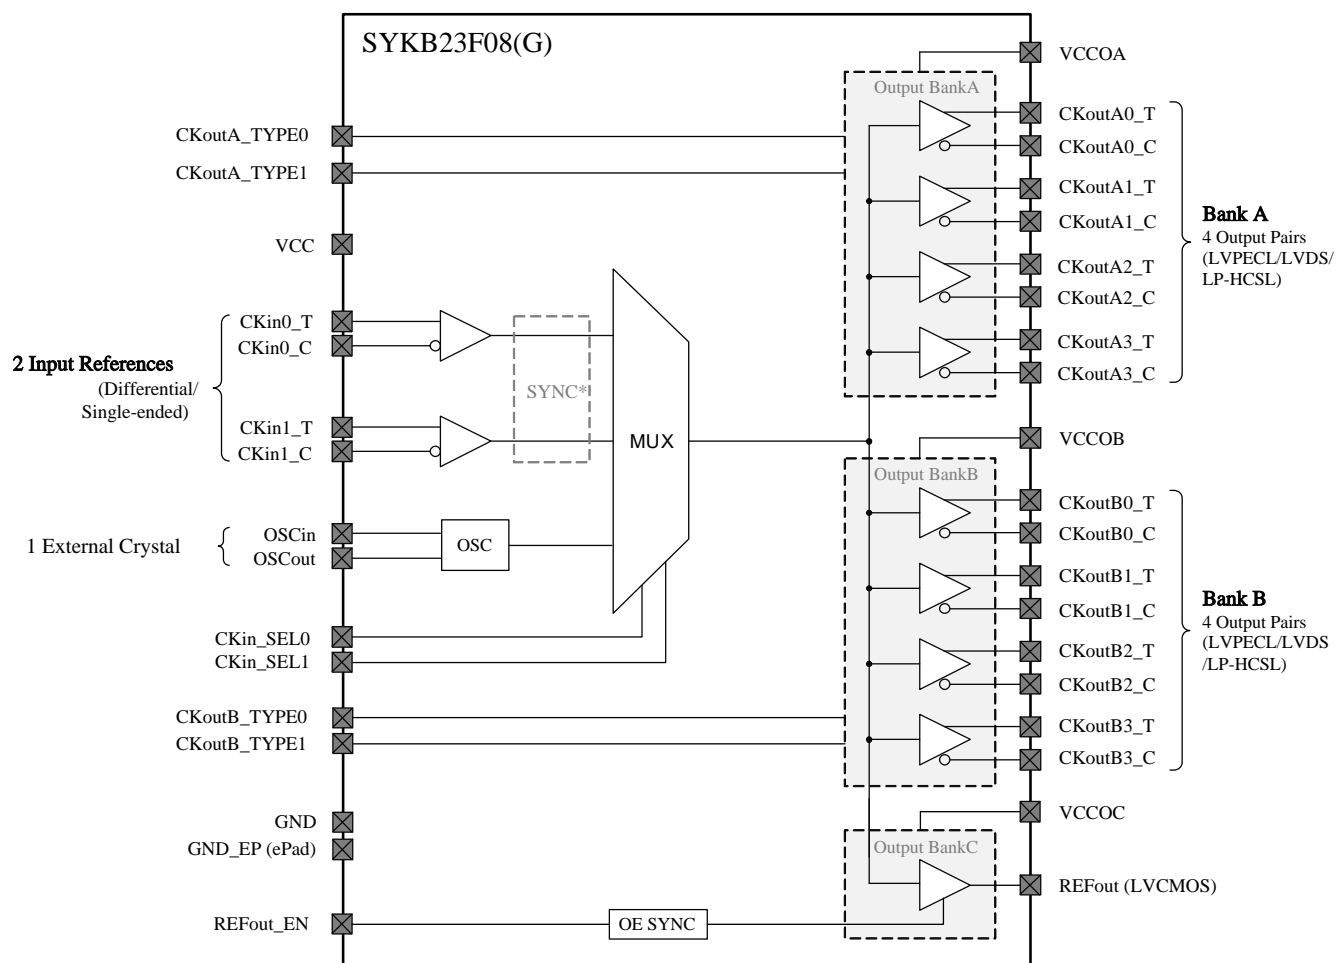 SYKB23F08(G)
CKoutA_TYPE0
CKoutA_TYPE1
VCC
CKin0_T
CKin0_C
2 Input References
(Differential/
Single-ended)
CKin1_T
CKin1_C
1 External Crystal
OSCin
OSCout
CKin_SEL0
CKin_SEL1
CKoutB_TYPE0
CKoutB_TYPE1
GND
GND_EP (ePad)
REFout_EN
SYNC*
MUX
OSC
OE SYNC
Output BankA
Output BankB
Output BankC
VCCOA
CKoutA0_T
CKoutA0_C
CKoutA1_T
CKoutA1_C
CKoutA2_T
CKoutA2_C
CKoutA3_T
CKoutA3_C
Bank A
4 Output Pairs
(LVPECL/LVDS/
LP-HCSL)
VCCOB
CKoutB0_T
CKoutB0_C
CKoutB1_T
CKoutB1_C
CKoutB2_T
CKoutB2_C
CKoutB3_T
CKoutB3_C
Bank B
4 Output Pairs
(LVPECL/LVDS
/LP-HCSL)
VCCOC
REFout (LVCMOS)